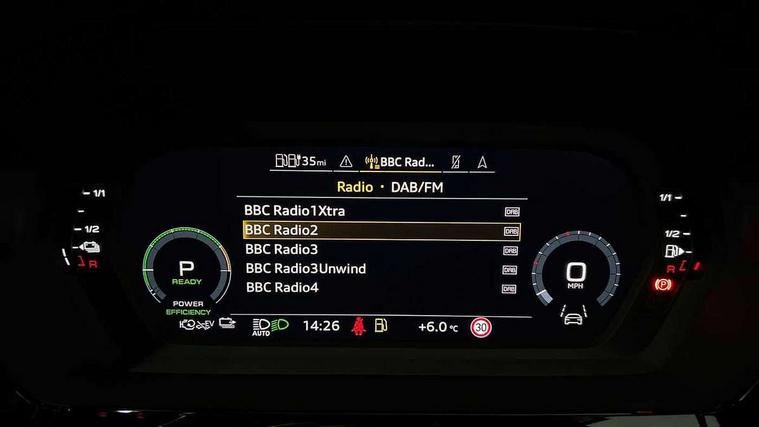 35mi BBC Rad...
Radio · DAB/FM
1/1
1/1
BBC Radio1Xtra DAB
BBC Radio2 DAB
1/2
1/2
BBC Radio3 DAB
R
R
P
READY
0
MPH
BBC Radio3Unwind DAB
BBC Radio4 DAB
POWER
EFFICIENCY
EV
AUTO
14:26
+6.0 °C
30
(P)